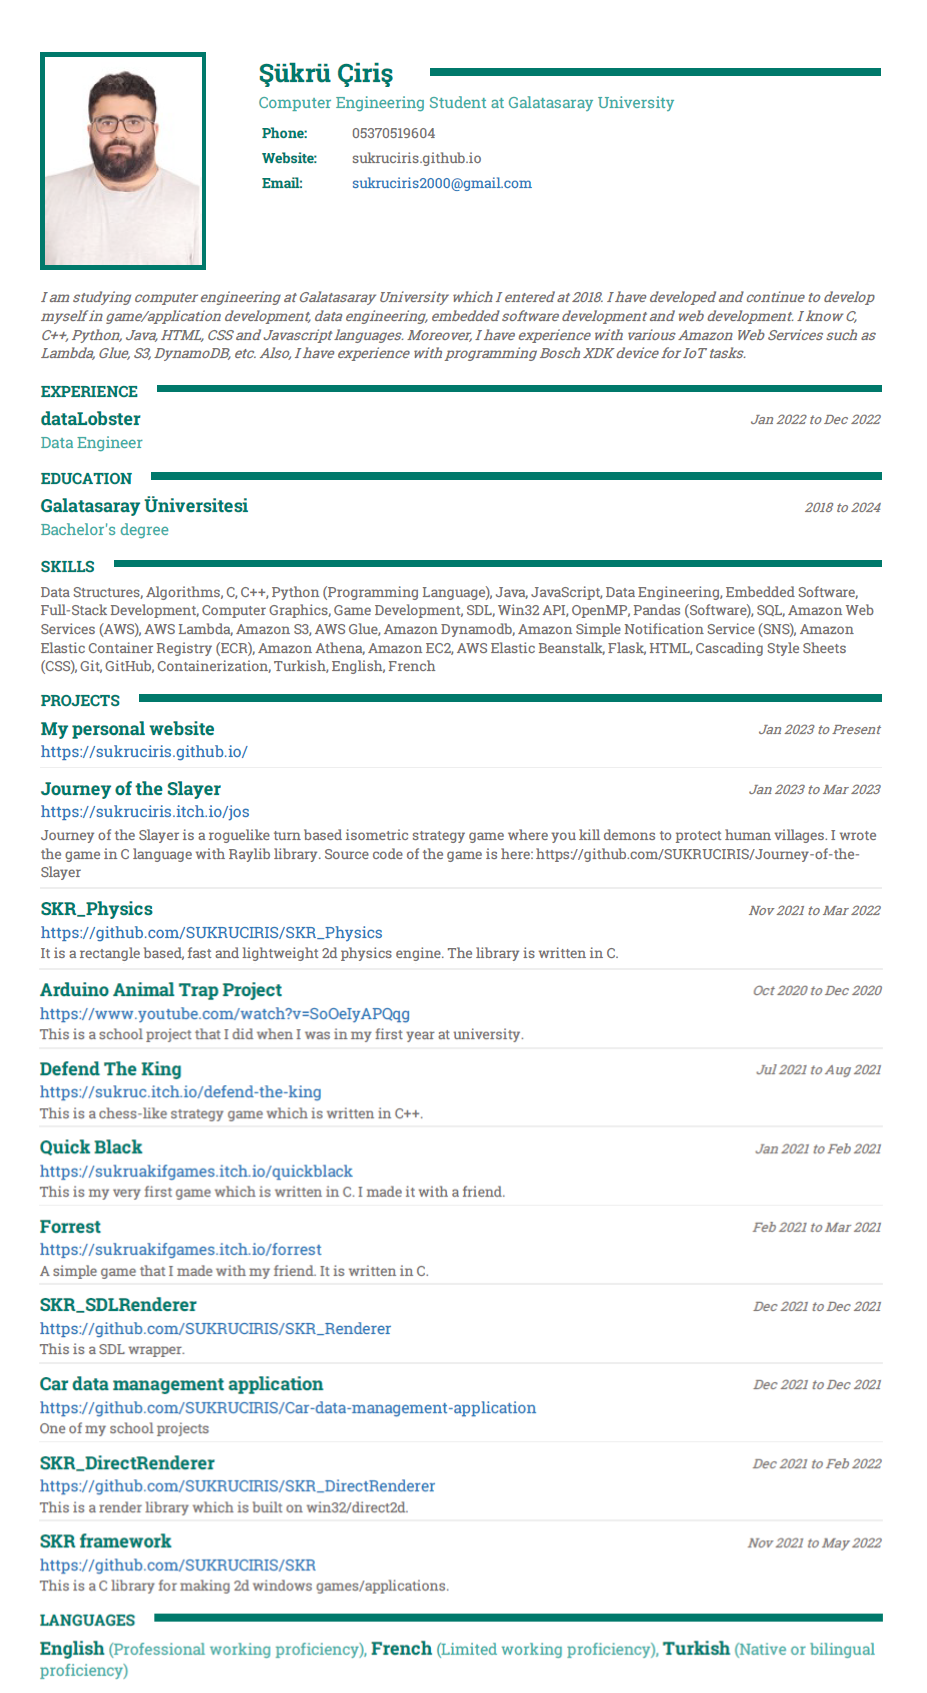 Şükrü Çiriş
Computer Engineering Student at Galatasaray University
Phone: 05370519604
Website: sukruciris.github.io
Email: sukruciris2000@gmail.com
I am studying computer engineering at Galatasaray University which I entered at 2018. I have developed and continue to develop
myself in game/application development, data engineering, embedded software development and web development. I know C,
C++, Python, Java, HTML, CSS and Javascript languages. Moreover, I have experience with various Amazon Web Services such as
Lambda, Glue, S3, DynamoDB, etc. Also, I have experience with programming Bosch XDK device for IoT tasks.
EXPERIENCE
dataLobster Jan 2022 to Dec 2022
Data Engineer
EDUCATION
Galatasaray Üniversitesi 2018 to 2024
Bachelor's degree
SKILLS
Data Structures, Algorithms, C, C++, Python (Programming Language), Java, JavaScript, Data Engineering, Embedded Software,
Full-Stack Development, Computer Graphics, Game Development, SDL, Win32 API, OpenMP, Pandas (Software), SQL, Amazon Web
Services (AWS), AWS Lambda, Amazon S3, AWS Glue, Amazon Dynamodb, Amazon Simple Notification Service (SNS), Amazon
Elastic Container Registry (ECR), Amazon Athena, Amazon EC2, AWS Elastic Beanstalk, Flask, HTML, Cascading Style Sheets
(CSS), Git, GitHub, Containerization, Turkish, English, French
PROJECTS
My personal website Jan 2023 to Present
https://sukruciris.github.io/
Journey of the Slayer Jan 2023 to Mar 2023
https://sukruciris.itch.io/jos
Journey of the Slayer is a roguelike turn based isometric strategy game where you kill demons to protect human villages. I wrote
the game in C language with Raylib library. Source code of the game is here: https://github.com/SUKRUCIRIS/Journey-of-the-
Slayer
SKR_Physics Nov 2021 to Mar 2022
https://github.com/SUKRUCIRIS/SKR_Physics
It is a rectangle based, fast and lightweight 2d physics engine. The library is written in C.
Arduino Animal Trap Project Oct 2020 to Dec 2020
https://www.youtube.com/watch?v=SoOeIyAPQqg
This is a school project that I did when I was in my first year at university.
Defend The King Jul 2021 to Aug 2021
https://sukruc.itch.io/defend-the-king
This is a chess-like strategy game which is written in C++.
Quick Black Jan 2021 to Feb 2021
https://sukruakifgames.itch.io/quickblack
This is my very first game which is written in C. I made it with a friend.
Forrest Feb 2021 to Mar 2021
https://sukruakifgames.itch.io/forrest
A simple game that I made with my friend. It is written in C.
SKR_SDLRenderer Dec 2021 to Dec 2021
https://github.com/SUKRUCIRIS/SKR_Renderer
This is a SDL wrapper.
Car data management application Dec 2021 to Dec 2021
https://github.com/SUKRUCIRIS/Car-data-management-application
One of my school projects
SKR_DirectRenderer Dec 2021 to Feb 2022
https://github.com/SUKRUCIRIS/SKR_DirectRenderer
This is a render library which is built on win32/direct2d.
SKR framework Nov 2021 to May 2022
https://github.com/SUKRUCIRIS/SKR
This is a C library for making 2d windows games/applications.
LANGUAGES
English (Professional working proficiency), French (Limited working proficiency), Turkish (Native or bilingual
proficiency)